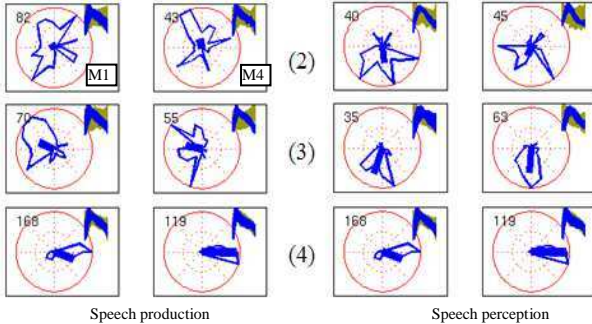 82 43 (2) 40 45
M1 M4
70 55 (3) 35 63
168 119 (4) 168 119
Speech production Speech perception